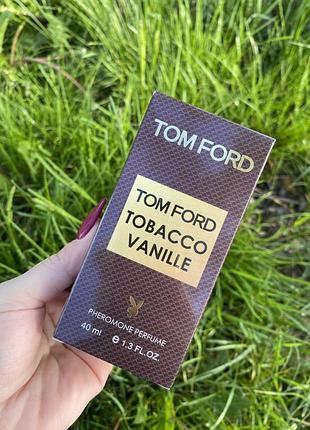 TOM FORD
TOM FORD
TOBACCO
VANILLE
PHEROMONE PERFUME
40 ml ℮ 1.3 FL.OZ.